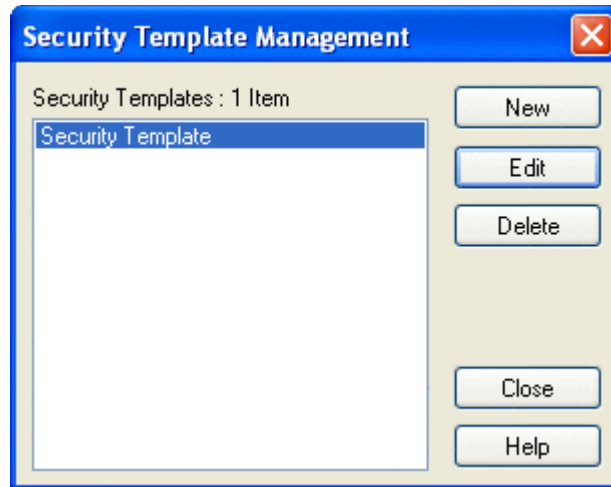 Security Template Management
Security Templates : 1 Item
Security Template
New
Edit
Delete
Close
Help